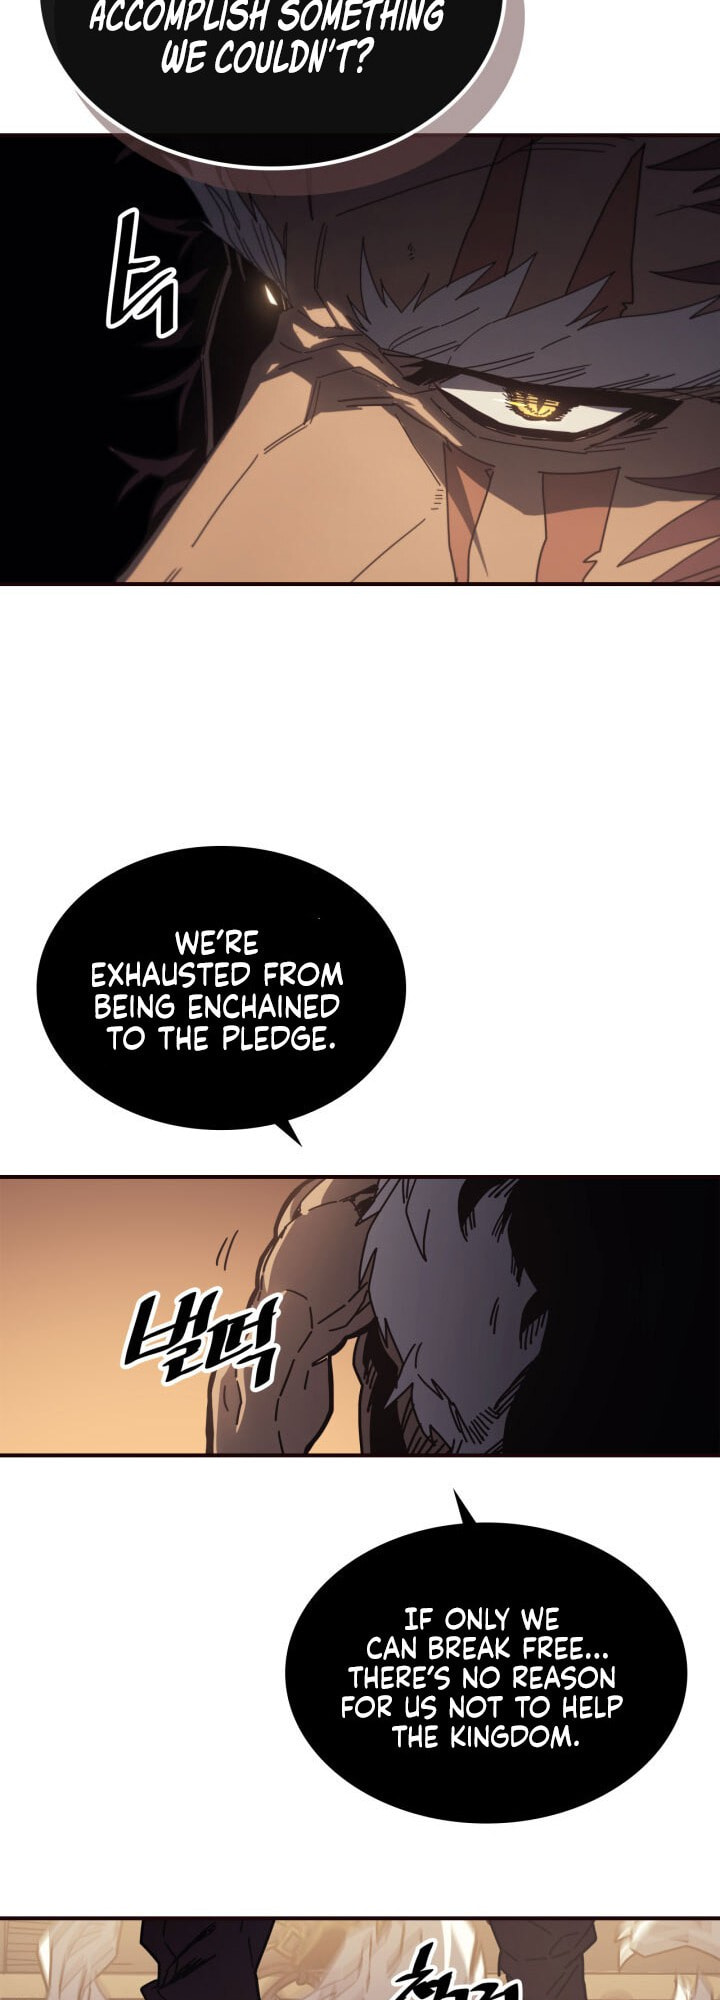 ACCOMPLISH SOMETHING
WE COULDN'T?
WE'RE
EXHAUSTED FROM
BEING ENCHAINED
TO THE PLEDGE.
벌떡
IF ONLY WE
CAN BREAK FREE...
THERE'S NO REASON
FOR US NOT TO HELP
THE KINGDOM.